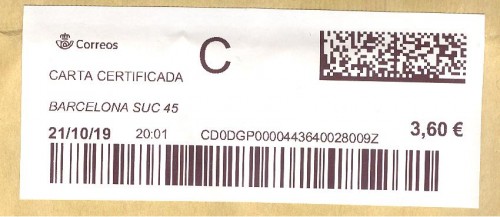 Correos
C
CARTA CERTIFICADA
BARCELONA SUC 45
21/10/19 20:01 CD0DGP0000443640028009Z 3,60 €